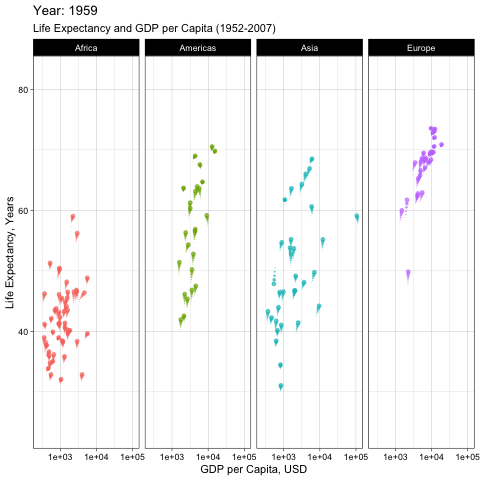 Year: 1959
Life Expectancy and GDP per Capita (1952-2007)
Africa
Americas
Asia
Europe
80
60
40
Life Expectancy, Years
1e+03 1e+04 1e+05 1e+03 1e+04 1e+05 1e+03 1e+04 1e+05 1e+03 1e+04 1e+05
GDP per Capita, USD